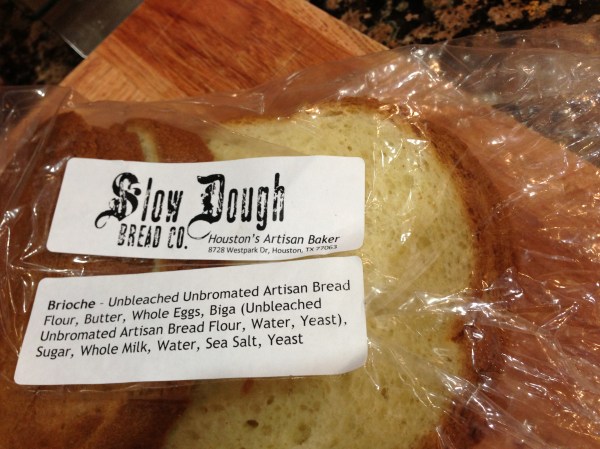 Slow Dough
BREAD CO.
Houston's Artisan Baker
8728 Westpark Dr, Houston, TX 77063
Brioche - Unbleached Unbromated Artisan Bread
Flour, Butter, Whole Eggs, Biga (Unbleached
Unbromated Artisan Bread Flour, Water, Yeast),
Sugar, Whole Milk, Water, Sea Salt, Yeast